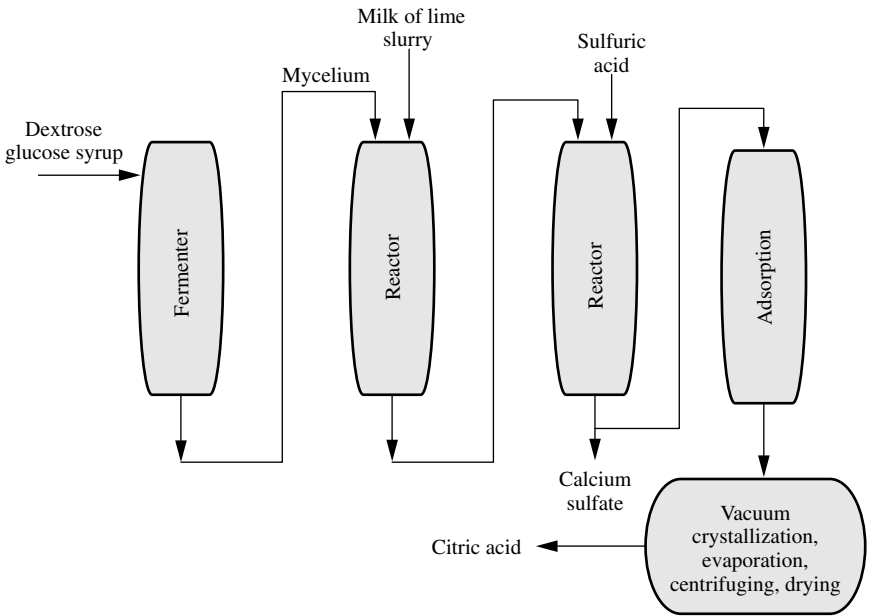 Milk of lime
slurry
Sulfuric
acid
Mycelium
Dextrose
glucose syrup
Fermenter
Reactor
Reactor
Adsorption
Calcium
sulfate
Vacuum
crystallization,
evaporation,
centrifuging, drying
Citric acid